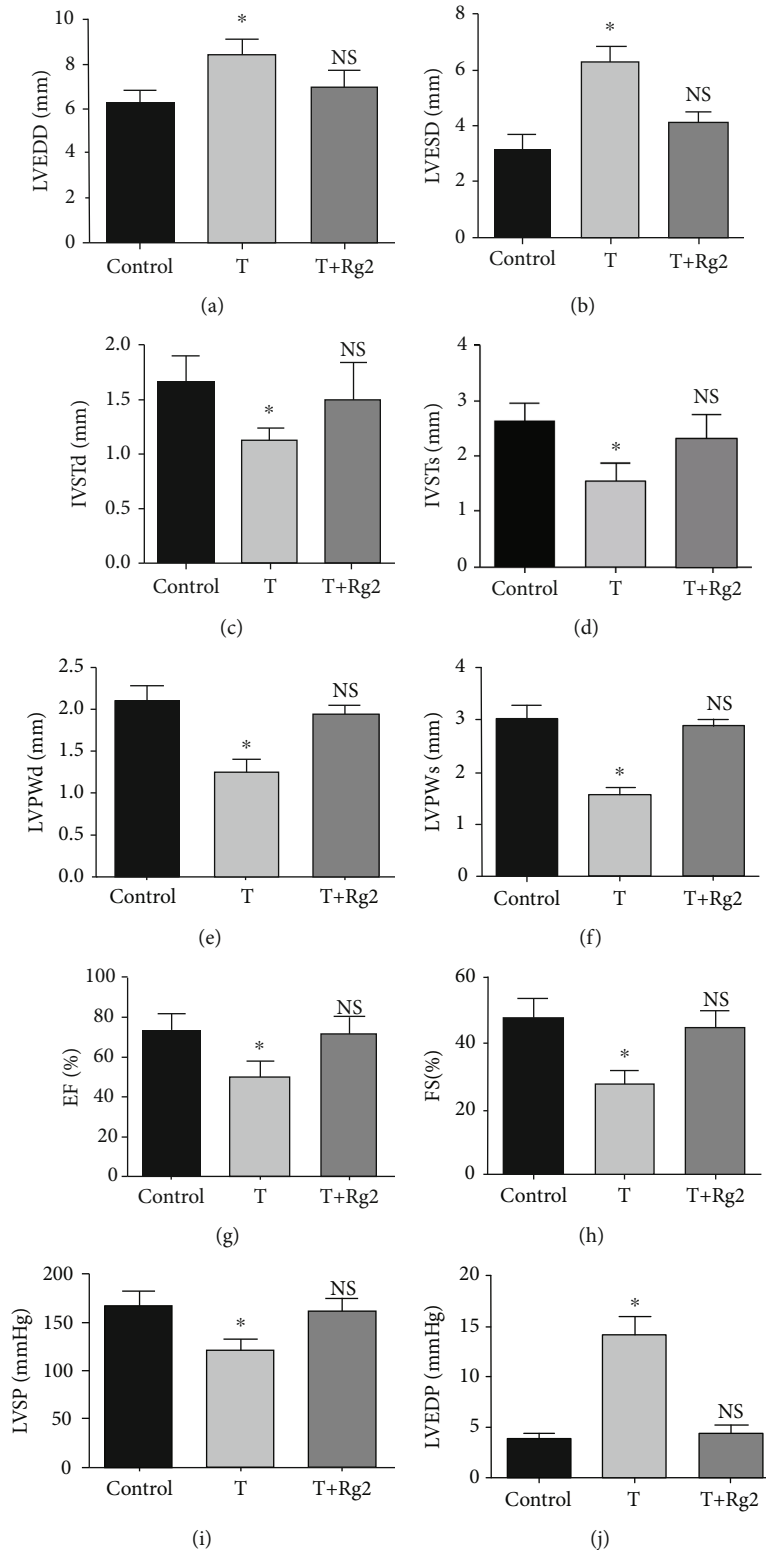 10
8
6
4
2
0
LVEDD (mm)
*
NS
Control
T
T+Rg2
(a)
8
6
4
2
0
LVESD (mm)
*
NS
Control
T
T+Rg2
(b)
2.0
1.5
1.0
0.5
0.0
IVSTd (mm)
*
NS
Control
T
T+Rg2
(c)
4
3
2
1
0
IVSTs (mm)
*
NS
Control
T
T+Rg2
(d)
2.5
2.0
1.5
1.0
0.5
0.0
LVPWd (mm)
*
NS
Control
T
T+Rg2
(e)
4
3
2
1
0
LVPWs (mm)
*
NS
Control
T
T+Rg2
(f)
100
80
60
40
20
0
EF (%)
*
NS
Control
T
T+Rg2
(g)
60
40
20
0
FS(%)
*
NS
Control
T
T+Rg2
(h)
200
150
100
50
0
LVSP (mmHg)
*
NS
Control
T
T+Rg2
(i)
20
15
10
5
0
LVEDP (mmHg)
*
NS
Control
T
T+Rg2
(j)